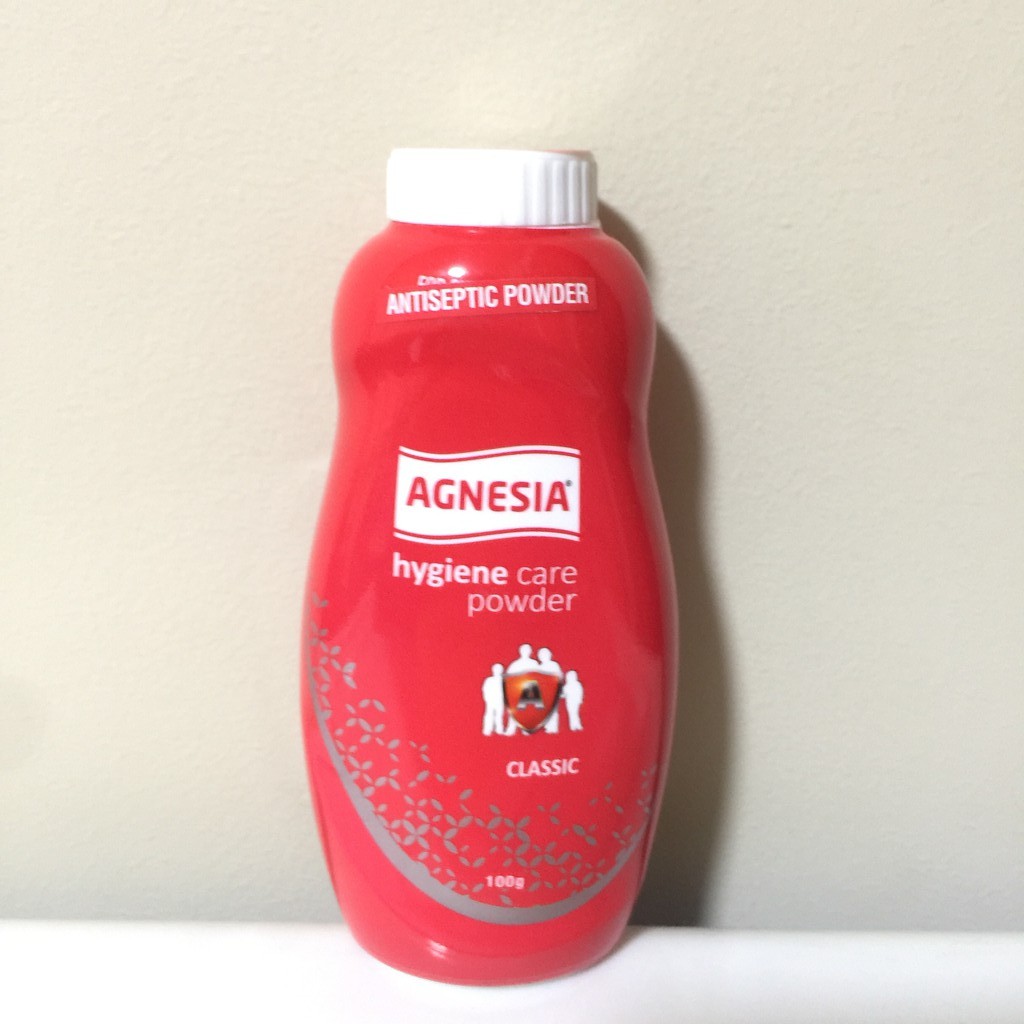 ANTISEPTIC POWDER
AGNESIA®
hygiene care
powder
A
CLASSIC
100g